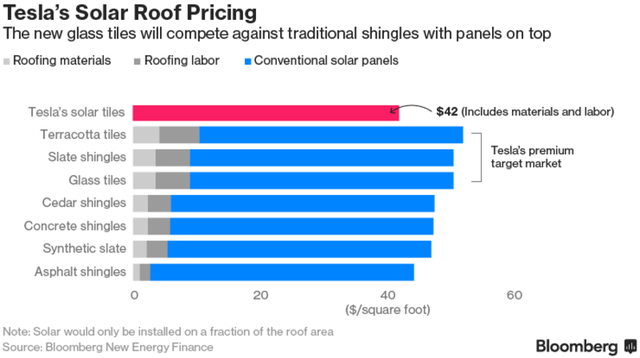 Tesla's Solar Roof Pricing
The new glass tiles will compete against traditional shingles with panels on top
Roofing materials Roofing labor Conventional solar panels
Tesla's solar tiles $42 (Includes materials and labor)
Terracotta tiles
Slate shingles
Glass tiles
Tesla's premium
target market
Cedar shingles
Concrete shingles
Synthetic slate
Asphalt shingles
0 20 40 60
($/square foot)
Note: Solar would only be installed on a fraction of the roof area
Source: Bloomberg New Energy Finance
Bloomberg